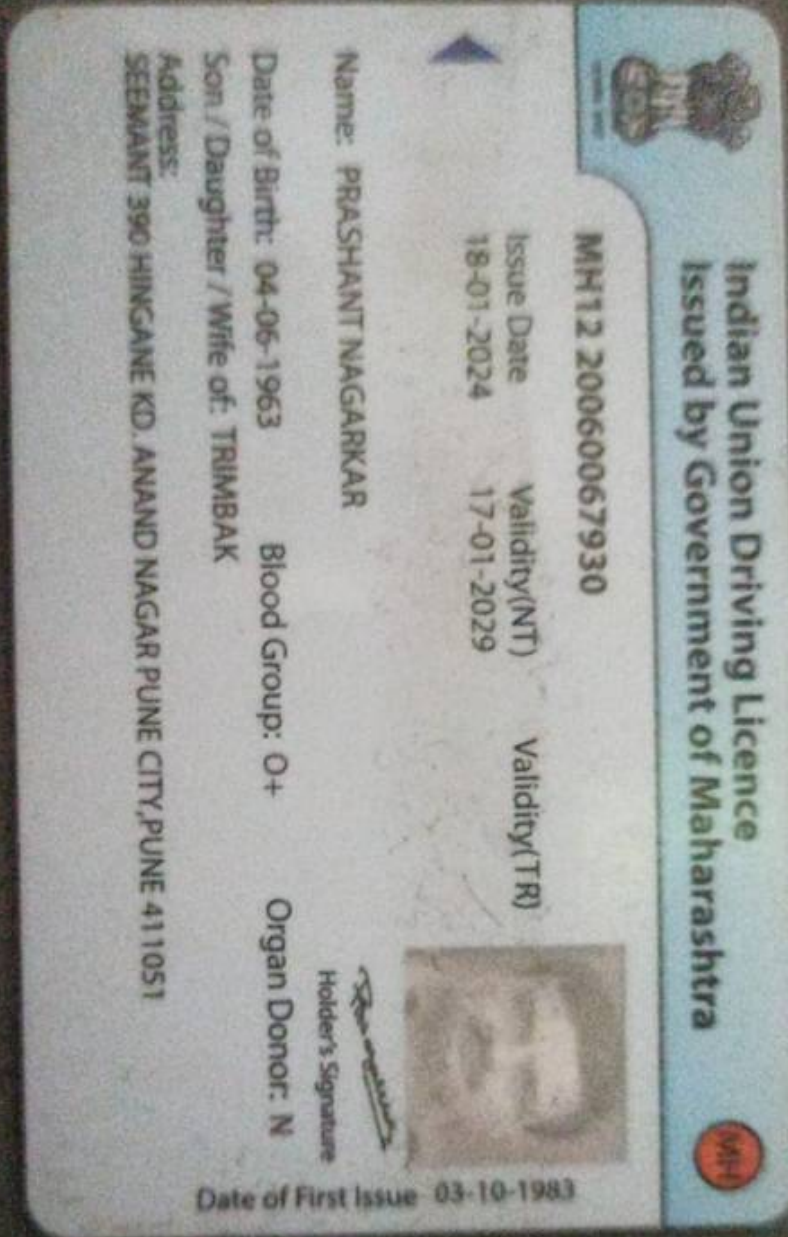 Indian Union Driving Licence
Issued by Government of Maharashtra
MH
MH12 20060067930
Issue Date Validity(NT) Validity(TR)
18-01-2024 17-01-2029
Name: PRASHANT NAGARKAR
Holder's Signature
Date of Birth: 04-06-1963 Blood Group: O+ Organ Donor: N
Son / Daughter / Wife of: TRIMBAK
Address:
SEEMANT 390 HINGANE KD. ANAND NAGAR PUNE CITY,PUNE 411051
Date of First Issue 03-10-1983